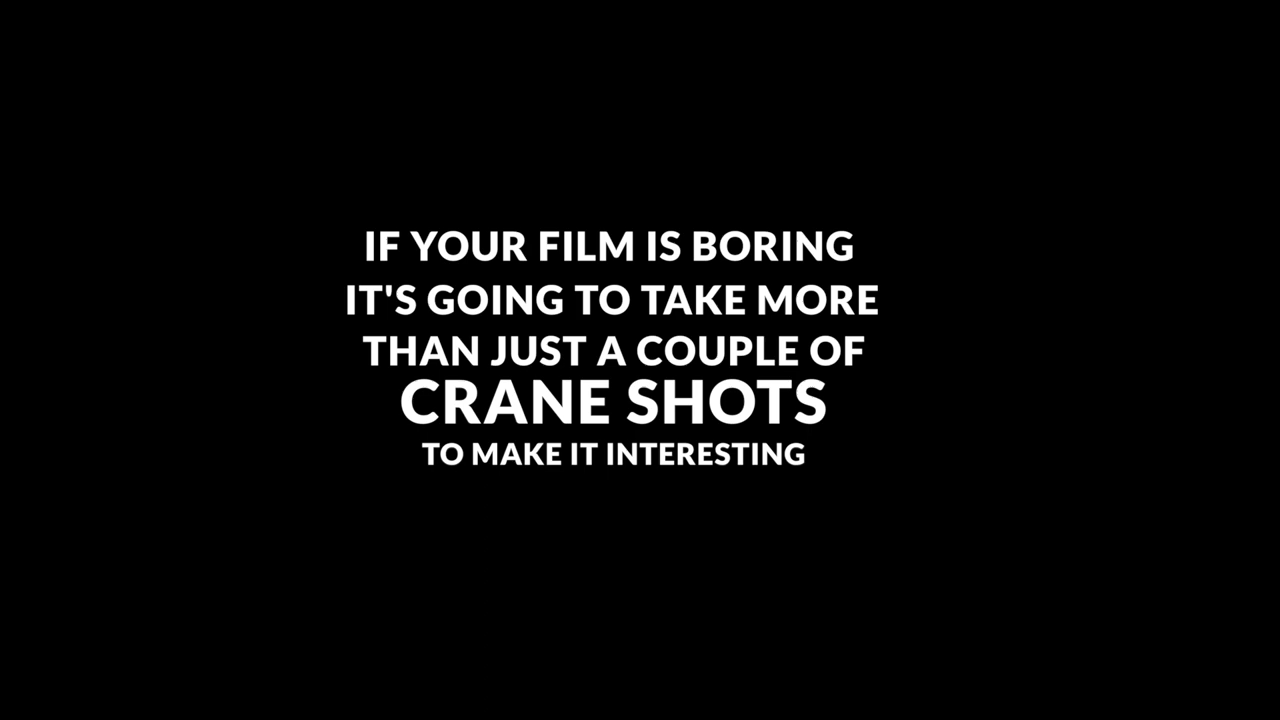 IF YOUR FILM IS BORING
IT'S GOING TO TAKE MORE
THAN JUST A COUPLE OF
CRANE SHOTS
TO MAKE IT INTERESTING